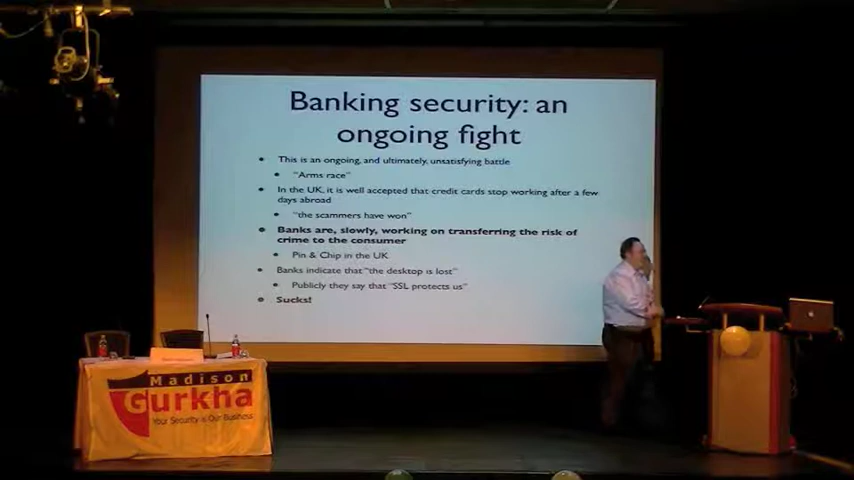 Banking security: an
ongoing fight
• This is an ongoing, and ultimately, unsatisfying battle
• "Arms race"
• In the UK, it is well accepted that credit cards stop working after a few
days abroad
• "the scammers have won"
• Banks are, slowly, working on transferring the risk of
crime to the consumer
• Pin & Chip in the UK
• Banks indicate that "the desktop is lost"
• Publicly they say that "SSL protects us"
• Sucks!
Madison
Gurkha
Your Security is Our Business